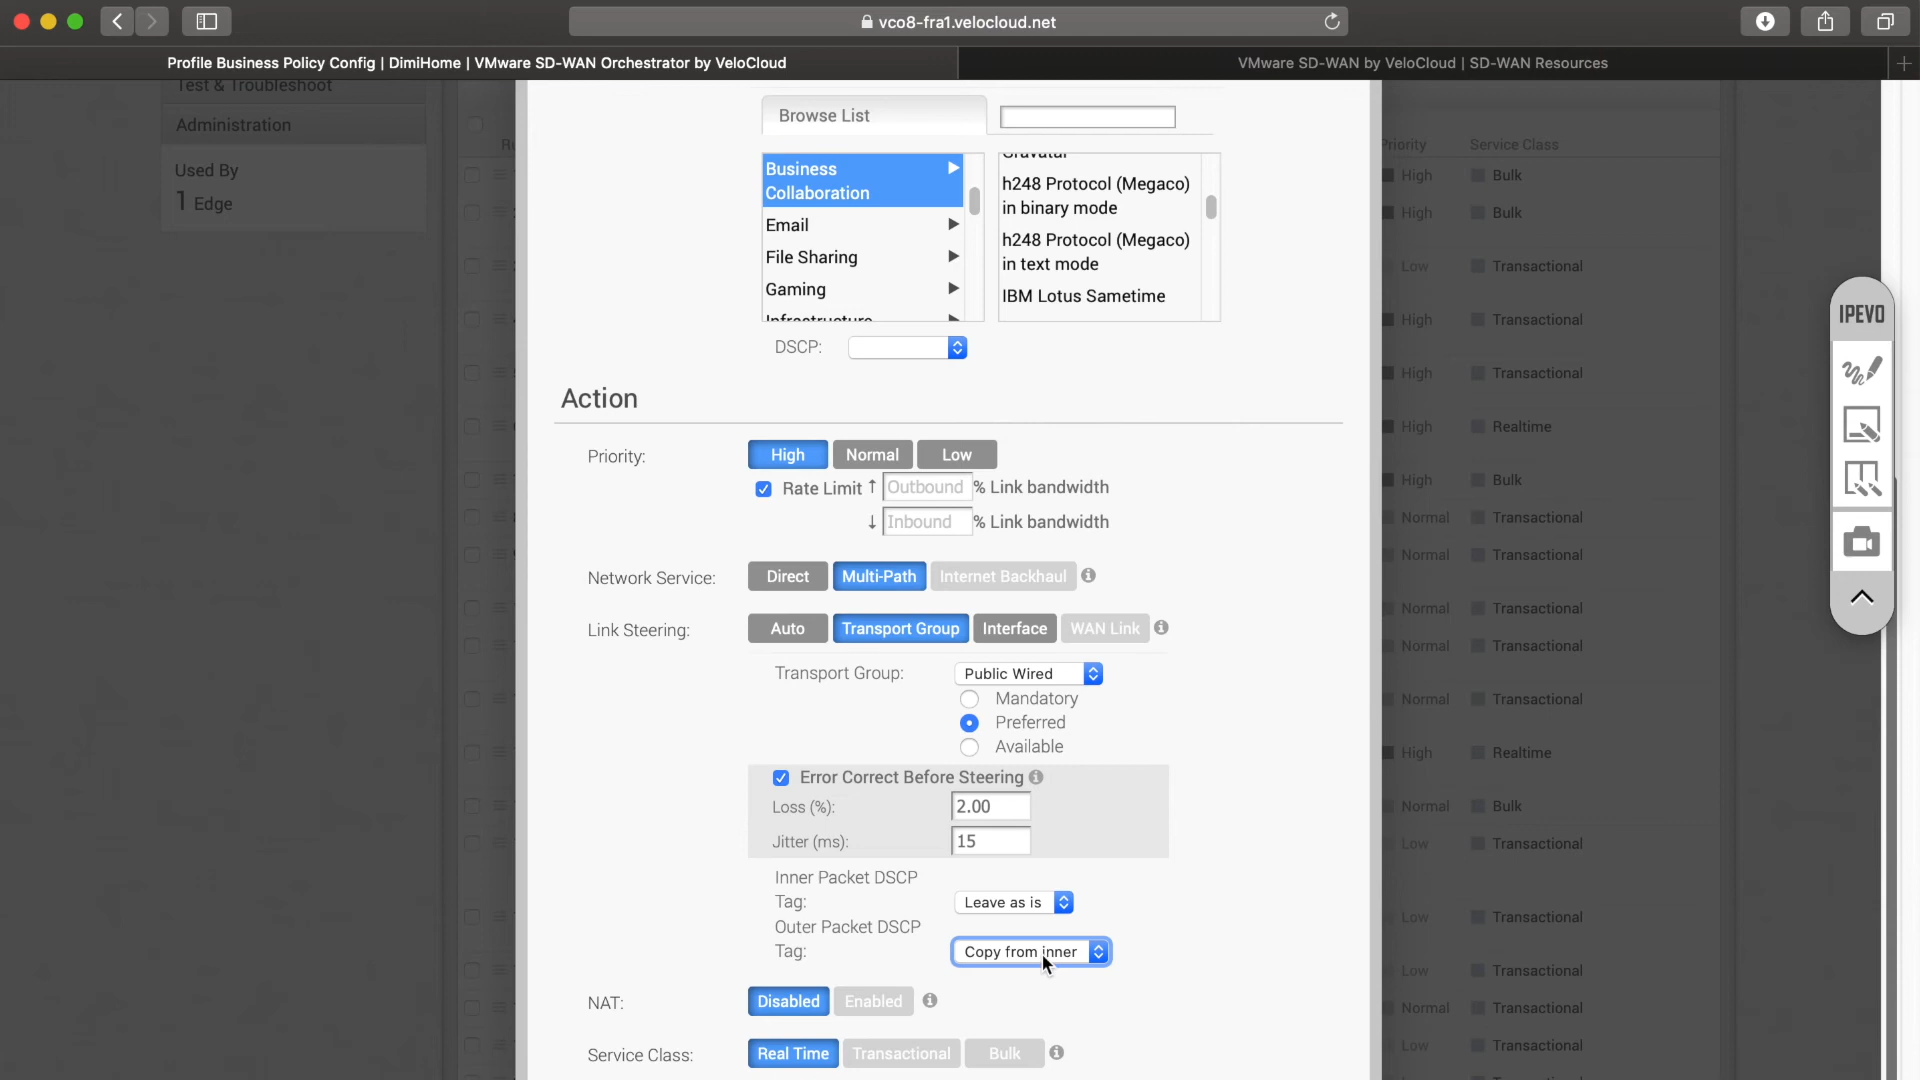 vco8-fra1.velocloud.net
Profile Business Policy Config | DimiHome | VMware SD-WAN Orchestrator by VeloCloud
VMware SD-WAN by VeloCloud | SD-WAN Resources
Test & Troubleshoot
Administration
Used By
1 Edge
Browse List
Business
Collaboration
Email
File Sharing
Gaming
Infrastructure
Gravatar
h248 Protocol (Megaco)
in binary mode
h248 Protocol (Megaco)
in text mode
IBM Lotus Sametime
DSCP:
Action
Priority:
High
Normal
Low
Rate Limit ↑ Outbound % Link bandwidth
↓ Inbound % Link bandwidth
Network Service:
Direct
Multi-Path
Internet Backhaul
Link Steering:
Auto
Transport Group
Interface
WAN Link
Transport Group:
Public Wired
Mandatory
Preferred
Available
Error Correct Before Steering
Loss (%):
2.00
Jitter (ms):
15
Inner Packet DSCP
Tag:
Leave as is
Outer Packet DSCP
Tag:
Copy from inner
NAT:
Disabled
Enabled
Service Class:
Real Time
Transactional
Bulk
Priority Service Class
High Bulk
High Bulk
Low Transactional
High Transactional
High Transactional
High Realtime
High Bulk
Normal Transactional
Normal Transactional
Normal Transactional
Normal Transactional
Normal Transactional
High Realtime
Normal Bulk
Low Transactional
Low Transactional
Low Transactional
Normal Transactional
Low Transactional
IPEVO